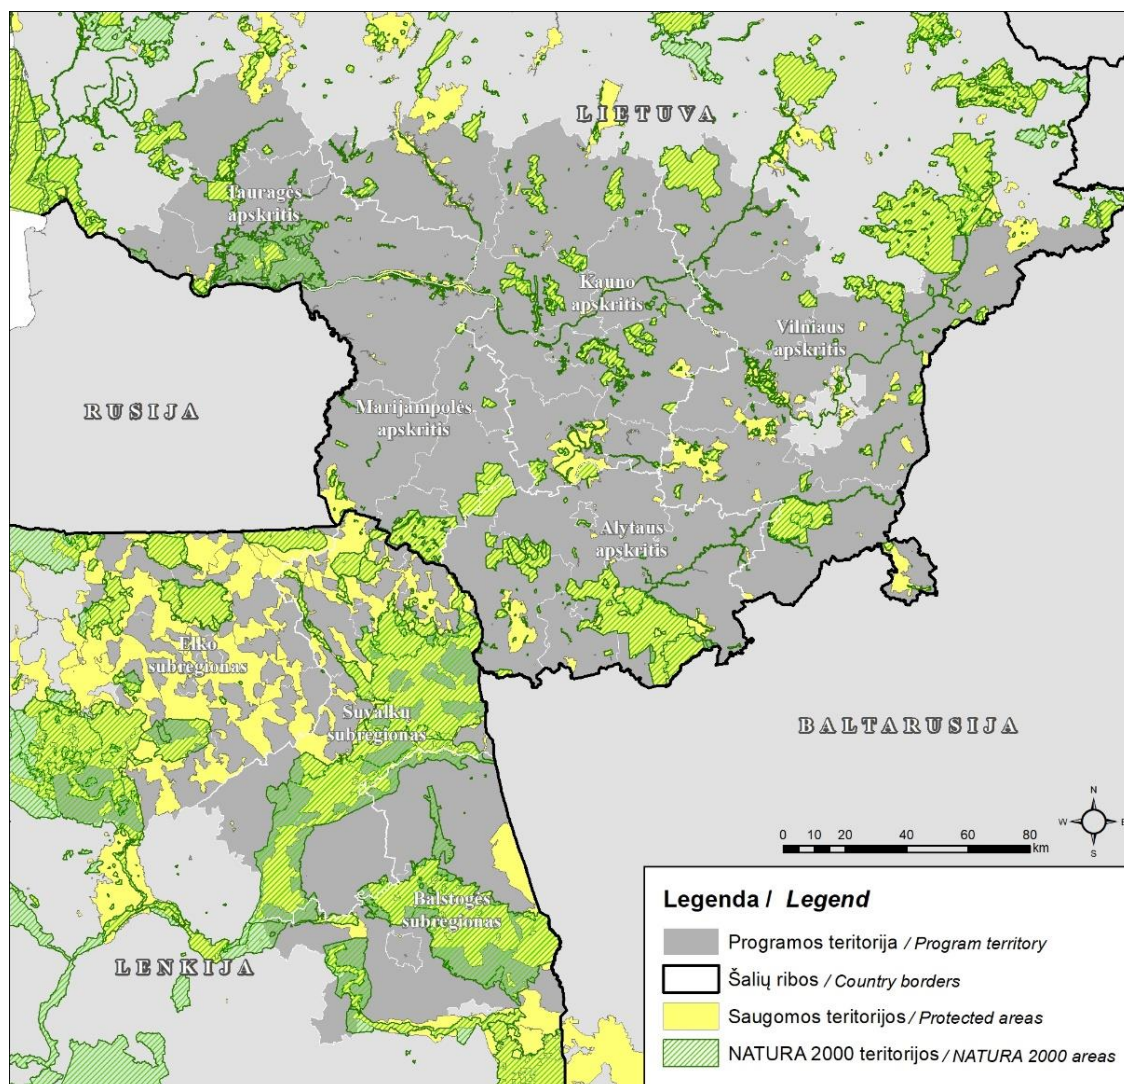 LIETUVA
Tauragės
apskritis
Kauno
apskritis
Vilniaus
apskritis
RUSIJA
Marijampolės
apskritis
Alytaus
apskritis
Elko
subregionas
Suvalkų
subregionas
BALTARUSIJA
N
W E
S
0 10 20 40 60 80
km
Balstogės
subregionas
LENKIJA
Legenda / Legend
Programos teritorija / Program territory
Šalių ribos / Country borders
Saugomos teritorijos / Protected areas
NATURA 2000 teritorijos / NATURA 2000 areas